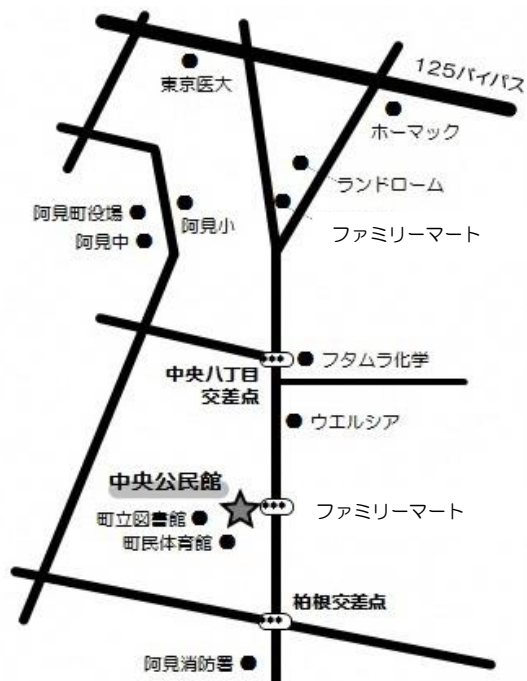 125バイパス
東京医大
ホーマック
ランドローム
阿見町役場
阿見小
ファミリーマート
阿見中
フタムラ化学
中央八丁目
交差点
ウエルシア
中央公民館
ファミリーマート
町立図書館
町民体育館
柏根交差点
阿見消防署